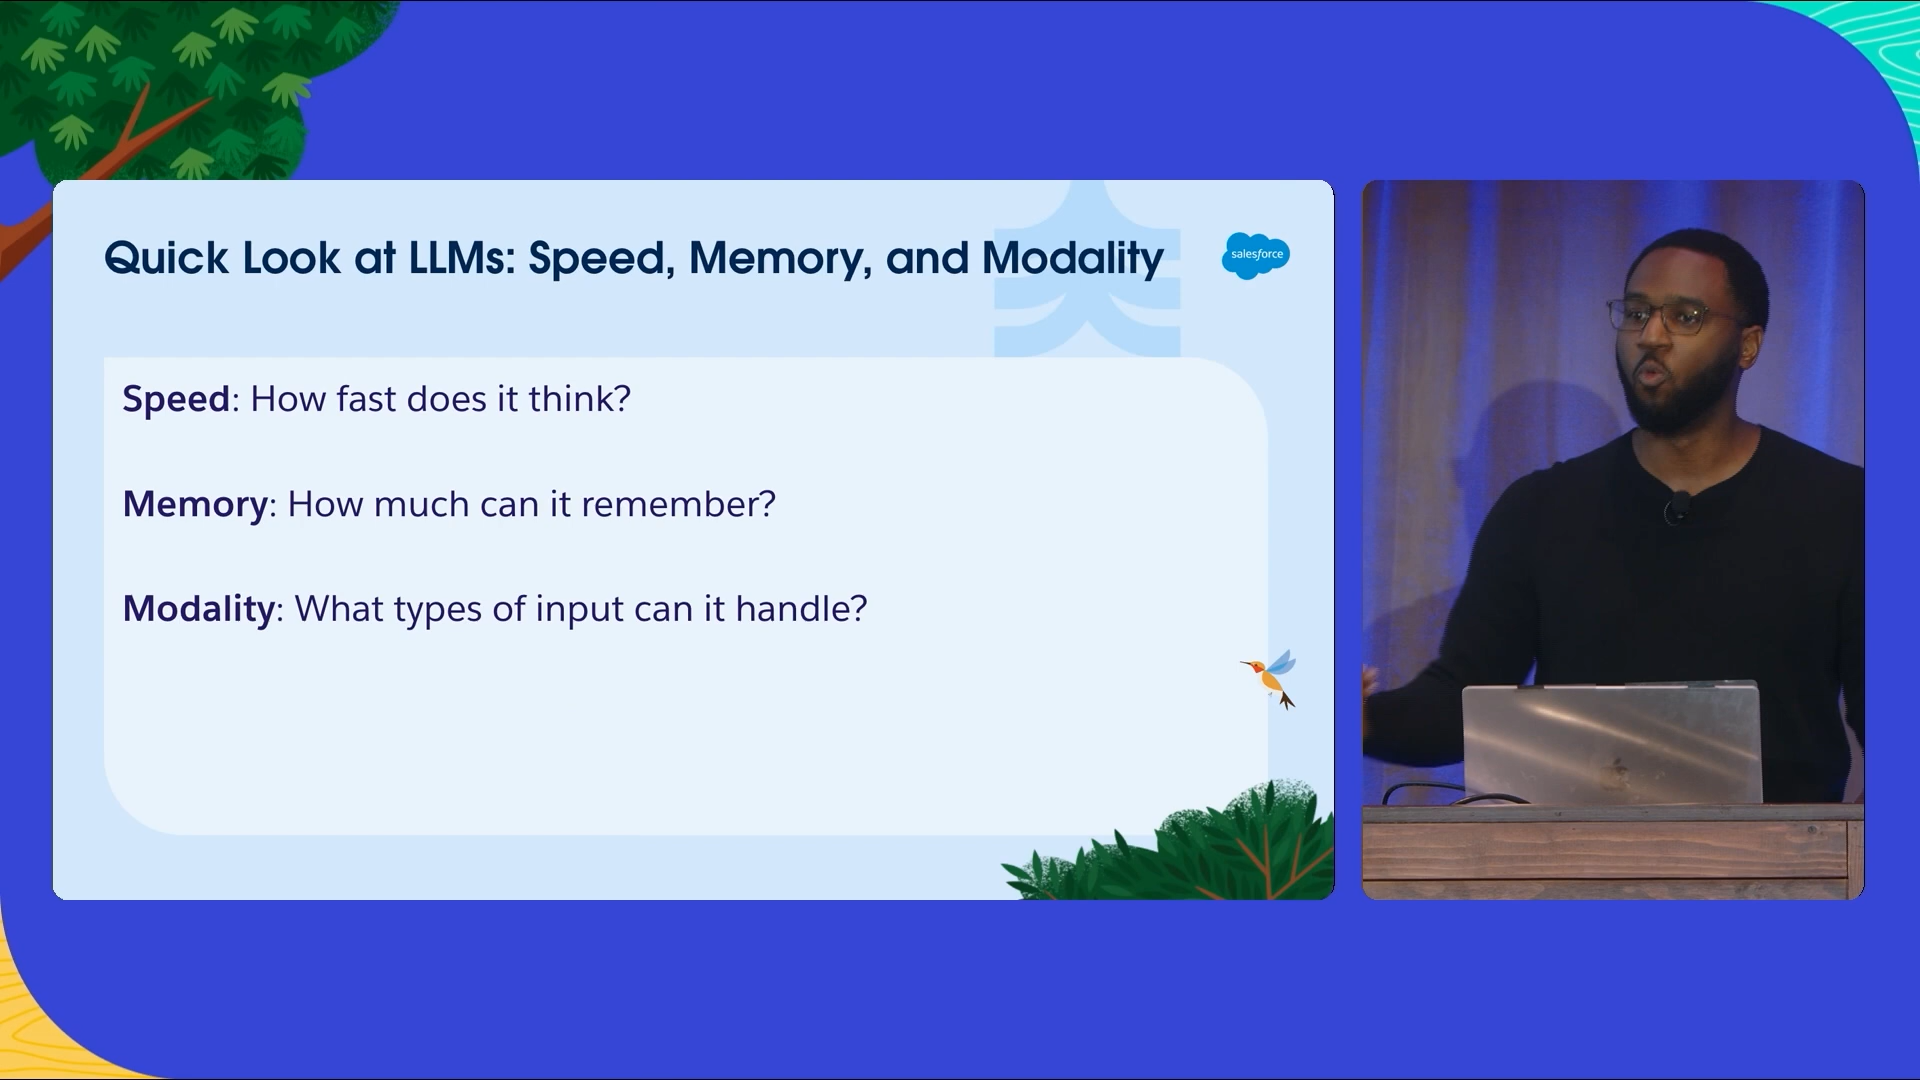 Quick Look at LLMs: Speed, Memory, and Modality
salesforce
Speed: How fast does it think?
Memory: How much can it remember?
Modality: What types of input can it handle?